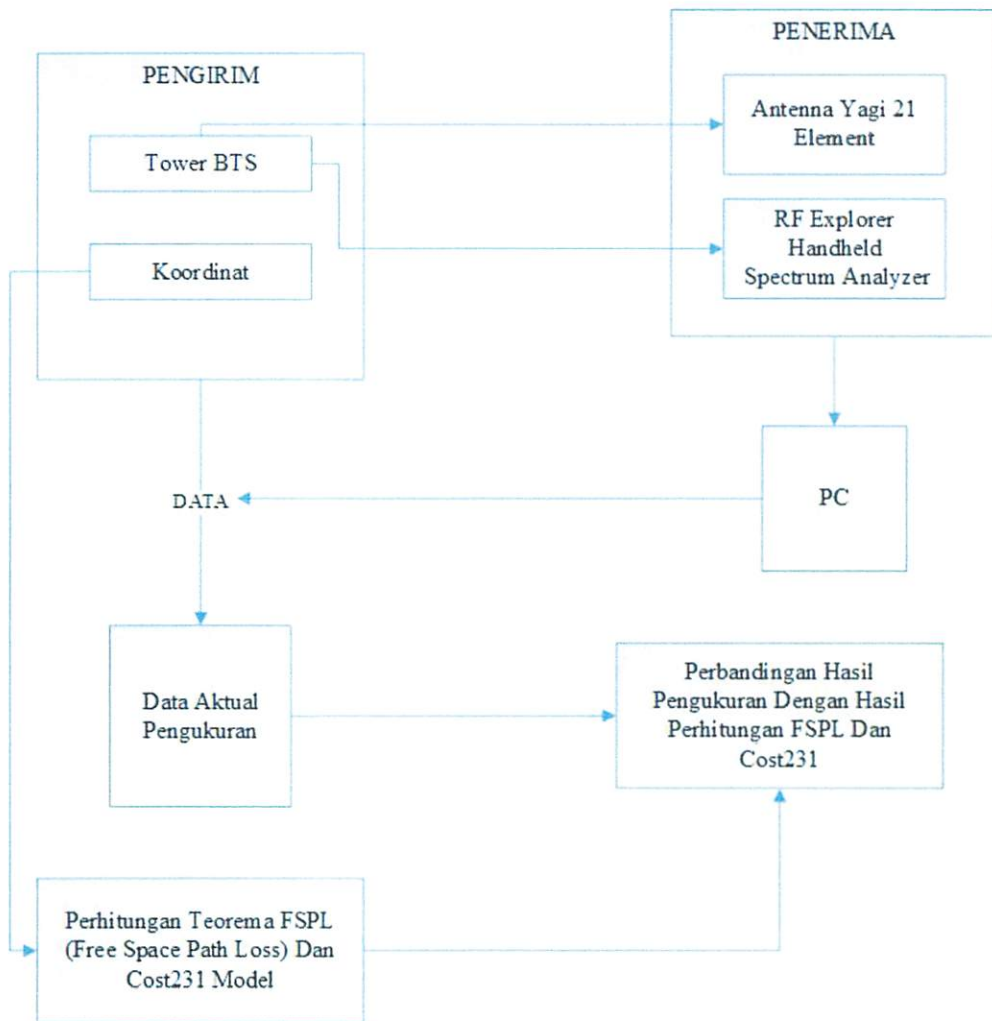 PENGIRIM
Tower BTS
Koordinat
PENERIMA
Antenna Yagi 21
Element
RF Explorer
Handheld
Spectrum Analyzer
PC
DATA
Data Aktual
Pengukuran
Perbandingan Hasil
Pengukuran Dengan Hasil
Perhitungan FSPL Dan
Cost231
Perhitungan Teorema FSPL
(Free Space Path Loss) Dan
Cost231 Model